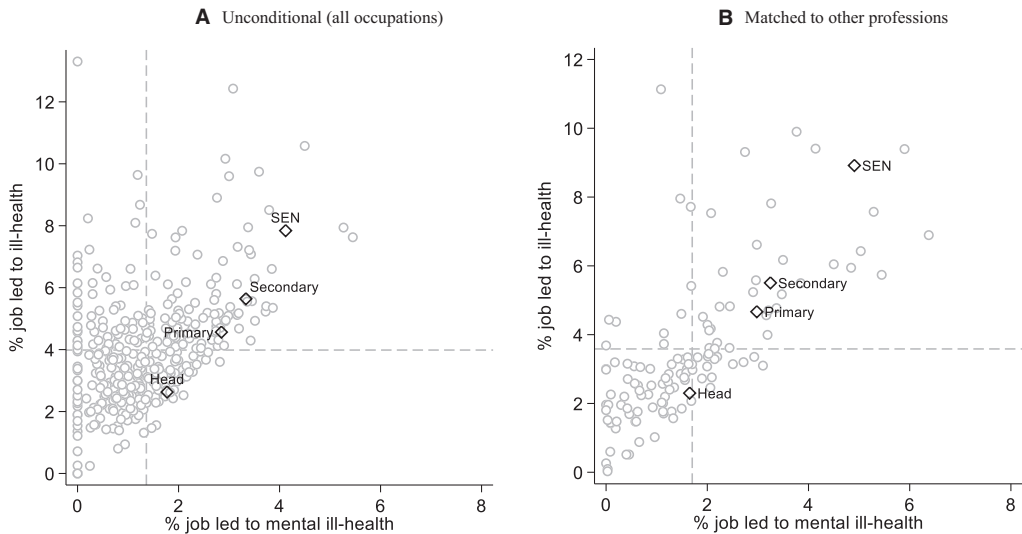 A Unconditional (all occupations)
% job led to ill-health
12
10
8
6
4
2
0
SEN
Secondary
Primary
Head
0 2 4 6 8
% job led to mental ill-health
B Matched to other professions
% job led to ill-health
12
10
8
6
4
2
0
SEN
Secondary
Primary
Head
0 2 4 6 8
% job led to mental ill-health